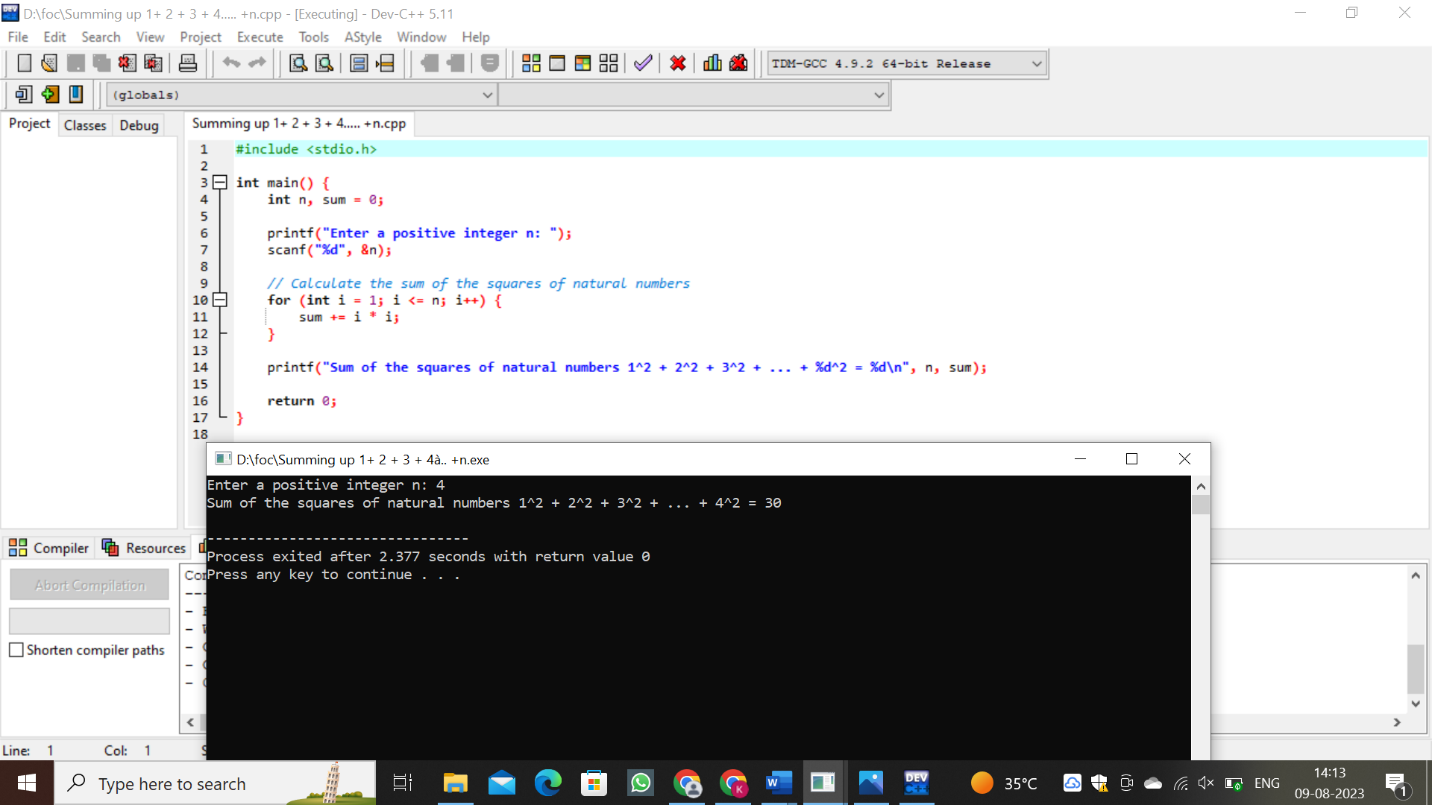 D:\foc\Summing up 1+ 2 + 3 + 4..... +n.cpp - [Executing] - Dev-C++ 5.11
File Edit Search View Project Execute Tools AStyle Window Help
TDM-GCC 4.9.2 64-bit Release
(globals)
Project Classes Debug
Summing up 1+ 2 + 3 + 4..... +n.cpp
1 #include <stdio.h>
2
3 int main() {
4 int n, sum = 0;
5
6 printf("Enter a positive integer n: ");
7 scanf("%d", &n);
8
9 // Calculate the sum of the squares of natural numbers
10 for (int i = 1; i <= n; i++) {
11 sum += i * i;
12 }
13
14 printf("Sum of the squares of natural numbers 1^2 + 2^2 + 3^2 + ... + %d^2 = %d\n", n, sum);
15
16 return 0;
17 }
18
D:\foc\Summing up 1+ 2 + 3 + 4à.. +n.exe
Enter a positive integer n: 4
Sum of the squares of natural numbers 1^2 + 2^2 + 3^2 + ... + 4^2 = 30
--------------------------------
Process exited after 2.377 seconds with return value 0
Press any key to continue . . .
Compiler Resources
Abort Compilation
Shorten compiler paths
Line: 1 Col: 1
Type here to search
DEV C++
35°C
ENG
14:13
09-08-2023
1